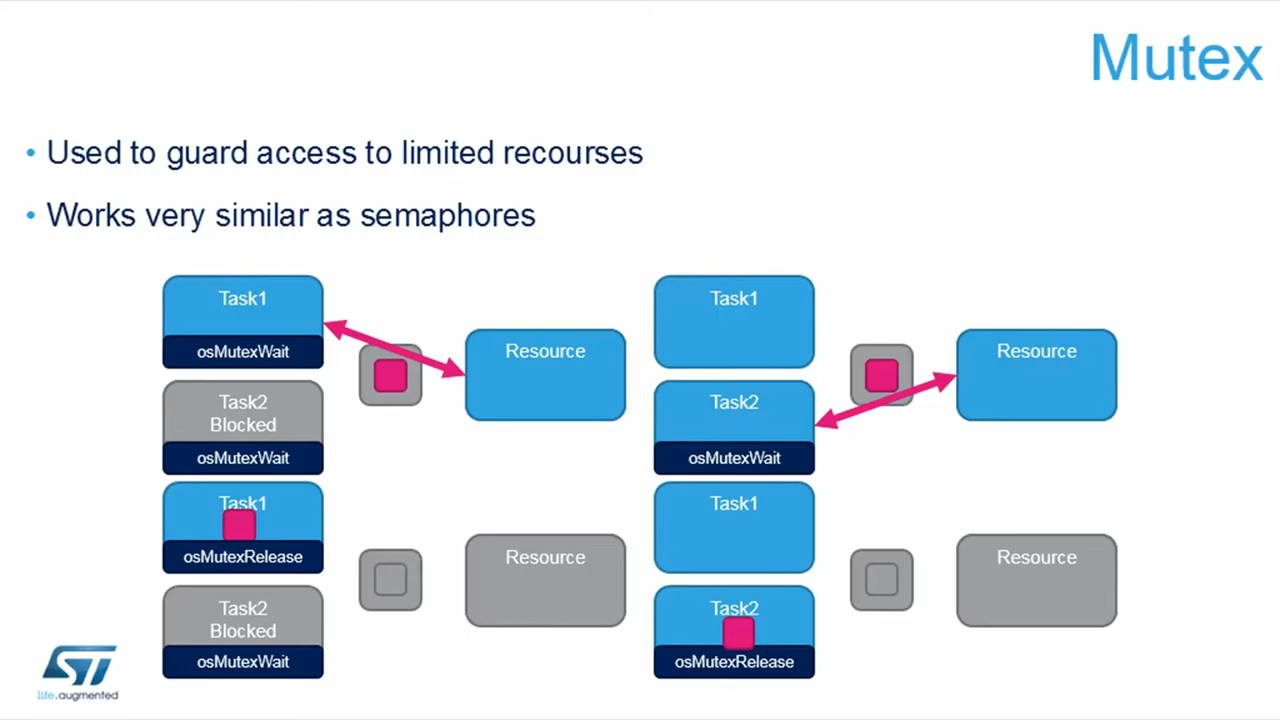 Mutex
• Used to guard access to limited recourses
• Works very similar as semaphores
Task1
osMutexWait
Resource
Task2
Blocked
osMutexWait
Task1
osMutexRelease
Resource
Task2
Blocked
osMutexWait
Task1
Resource
Task2
osMutexWait
Task1
Resource
Task2
osMutexRelease
ST
life.augmented